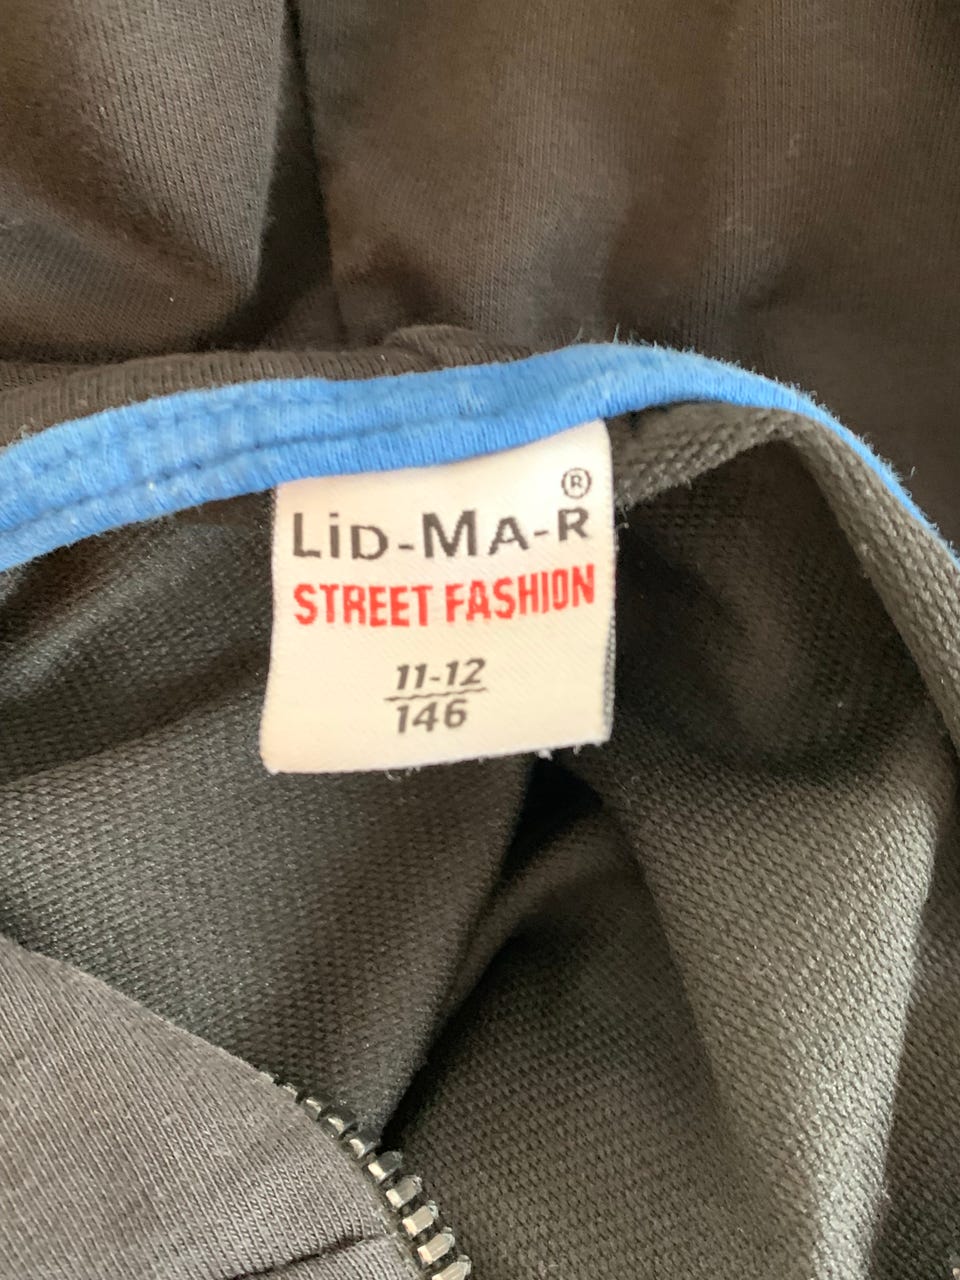 ®
LiD-MA-R
STREET FASHION
11-12
146